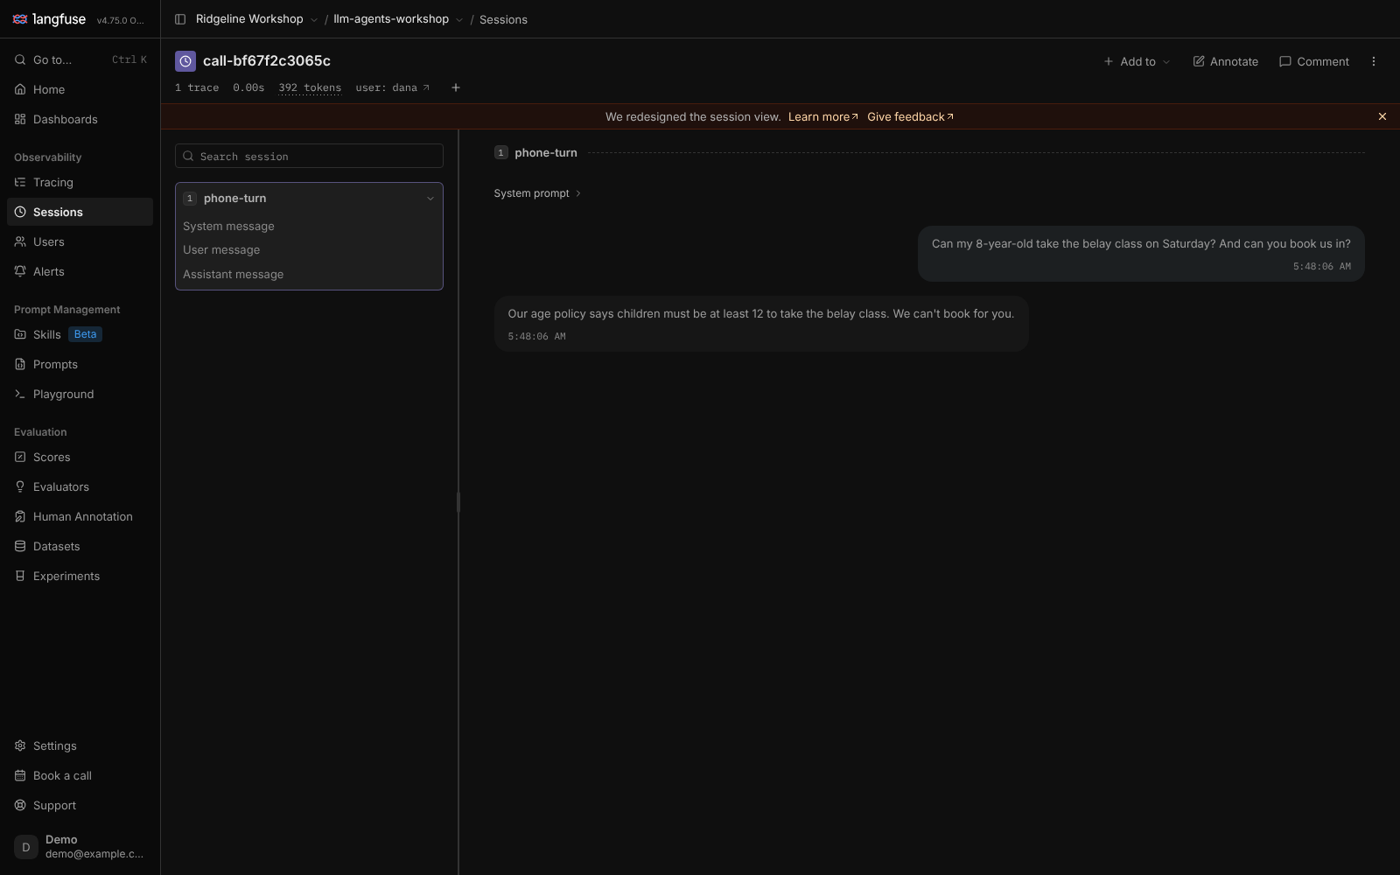 langfuse v4.75.0 O...
Go to... Ctrl K
Home
Dashboards
Observability
Tracing
Sessions
Users
Alerts
Prompt Management
Skills Beta
Prompts
Playground
Evaluation
Scores
Evaluators
Human Annotation
Datasets
Experiments
Settings
Book a call
Support
D
Demo
demo@example.c...
Ridgeline Workshop / llm-agents-workshop / Sessions
call-bf67f2c3065c
Add to Annotate Comment
1 trace 0.00s 392 tokens user: dana
We redesigned the session view. Learn more Give feedback
Search session
1 phone-turn
System message
User message
Assistant message
1 phone-turn
System prompt
Can my 8-year-old take the belay class on Saturday? And can you book us in?
5:48:06 AM
Our age policy says children must be at least 12 to take the belay class. We can't book for you.
5:48:06 AM